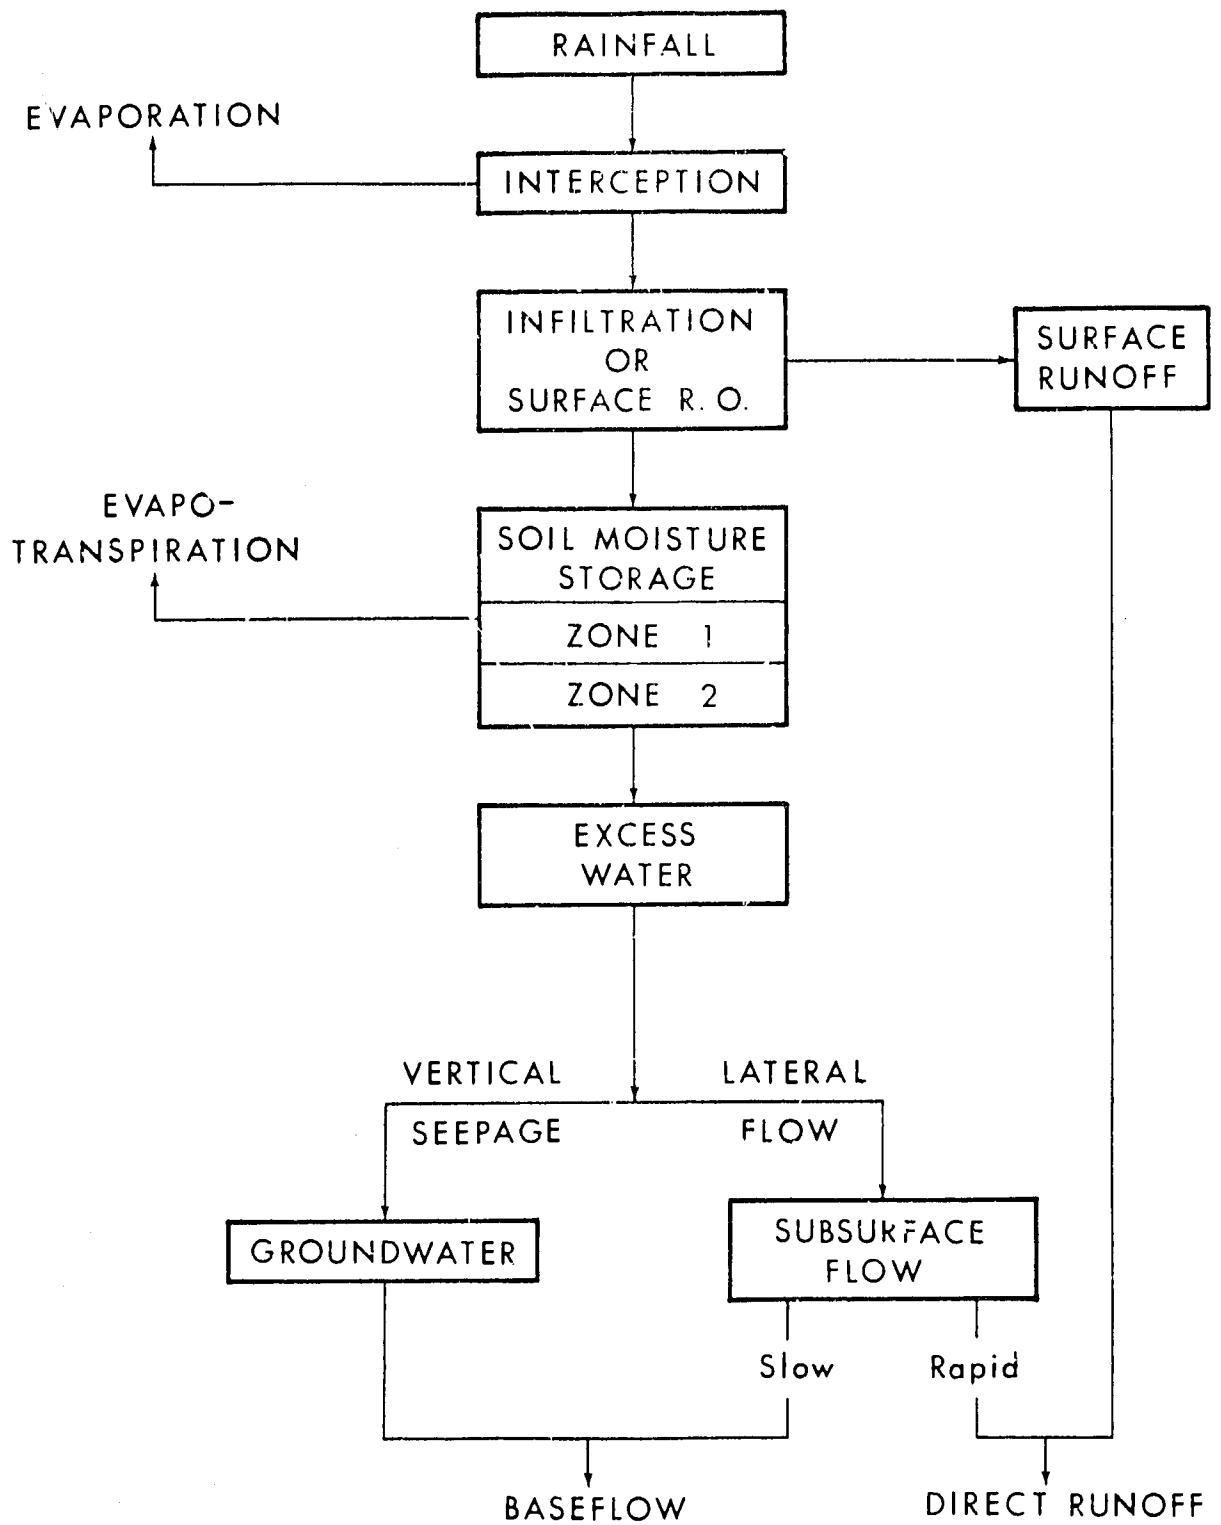 RAINFALL
EVAPORATION
INTERCEPTION
INFILTRATION
OR
SURFACE R.O.
SURFACE
RUNOFF
EVAPO-
TRANSPIRATION
SOIL MOISTURE
STORAGE
ZONE 1
ZONE 2
EXCESS
WATER
VERTICAL
SEEPAGE
LATERAL
FLOW
GROUNDWATER
SUBSURFACE
FLOW
Slow
Rapid
BASEFLOW
DIRECT RUNOFF